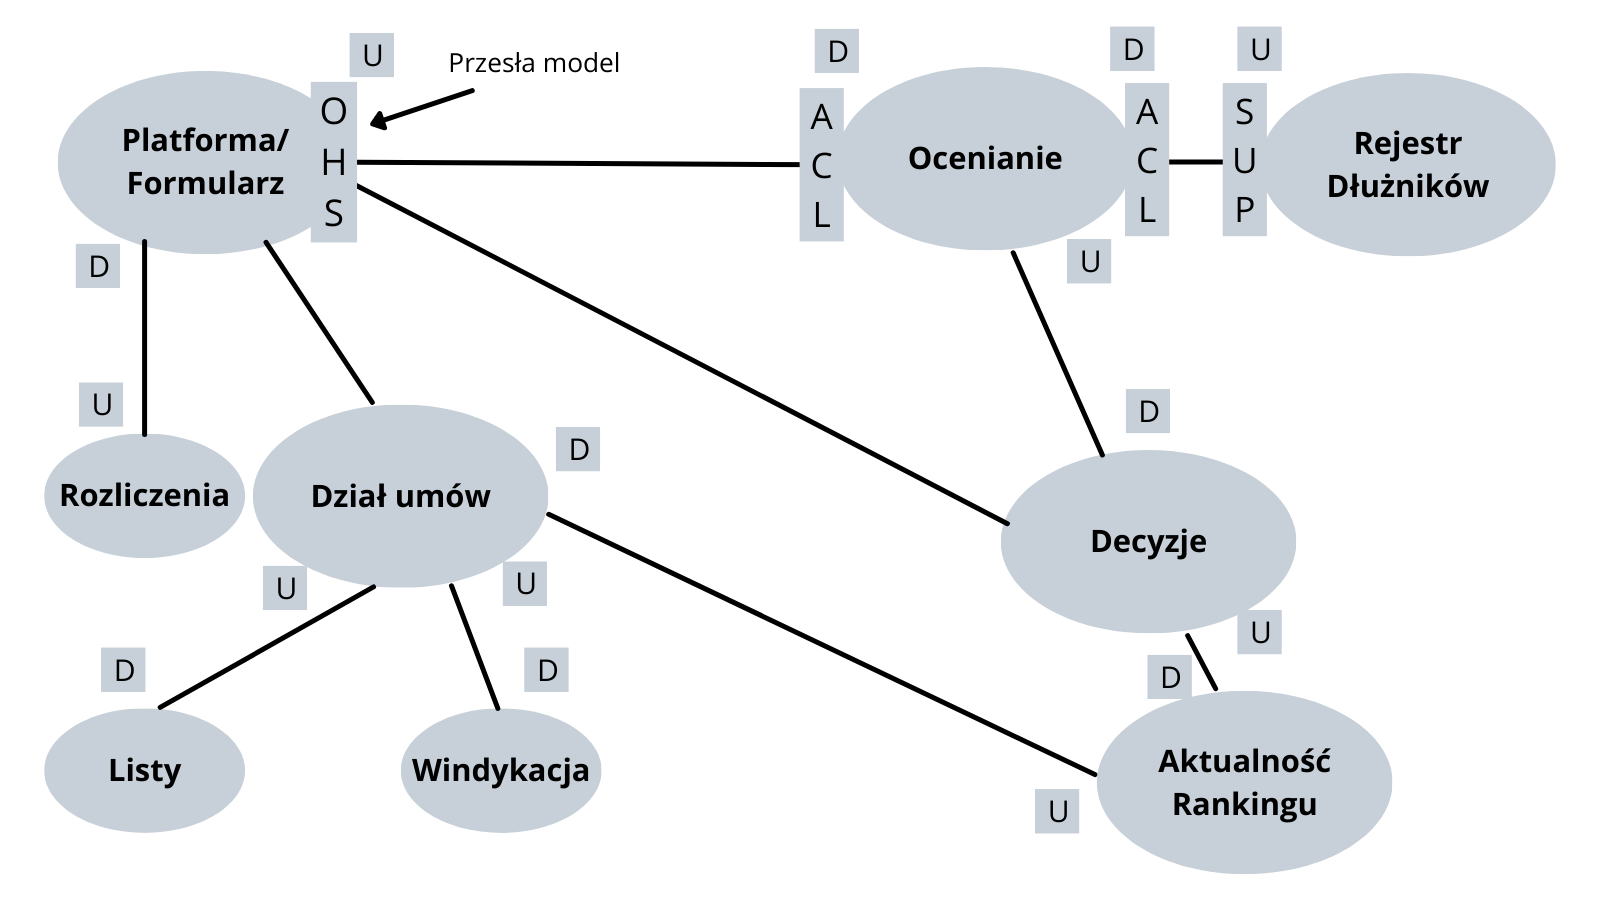 U
Przesła model
D
D
U
Platforma/
Formularz
O
H
S
A
C
L
Ocenianie
A
C
L
S
U
P
Rejestr
Dłużników
D
U
U
D
D
Rozliczenia
Dział umów
Decyzje
U
U
U
D
D
D
Listy
Windykacja
U
Aktualność
Rankingu